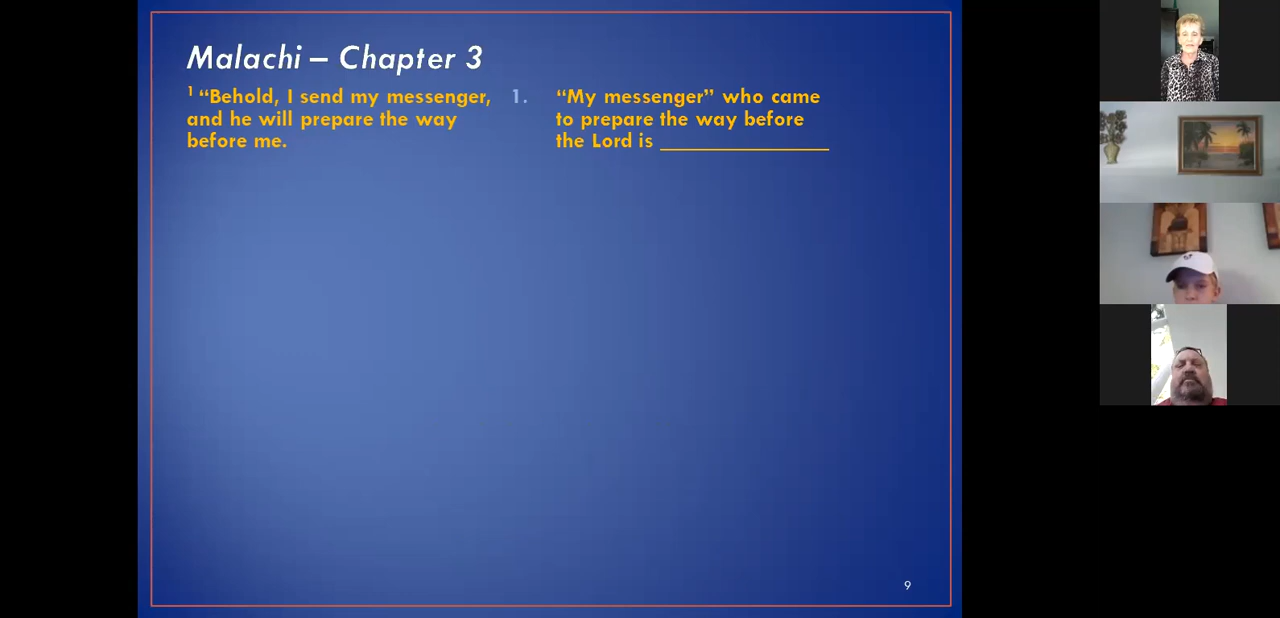 Malachi – Chapter 3
1 “Behold, I send my messenger,
and he will prepare the way
before me.
1. “My messenger” who came
to prepare the way before
the Lord is ________________
9